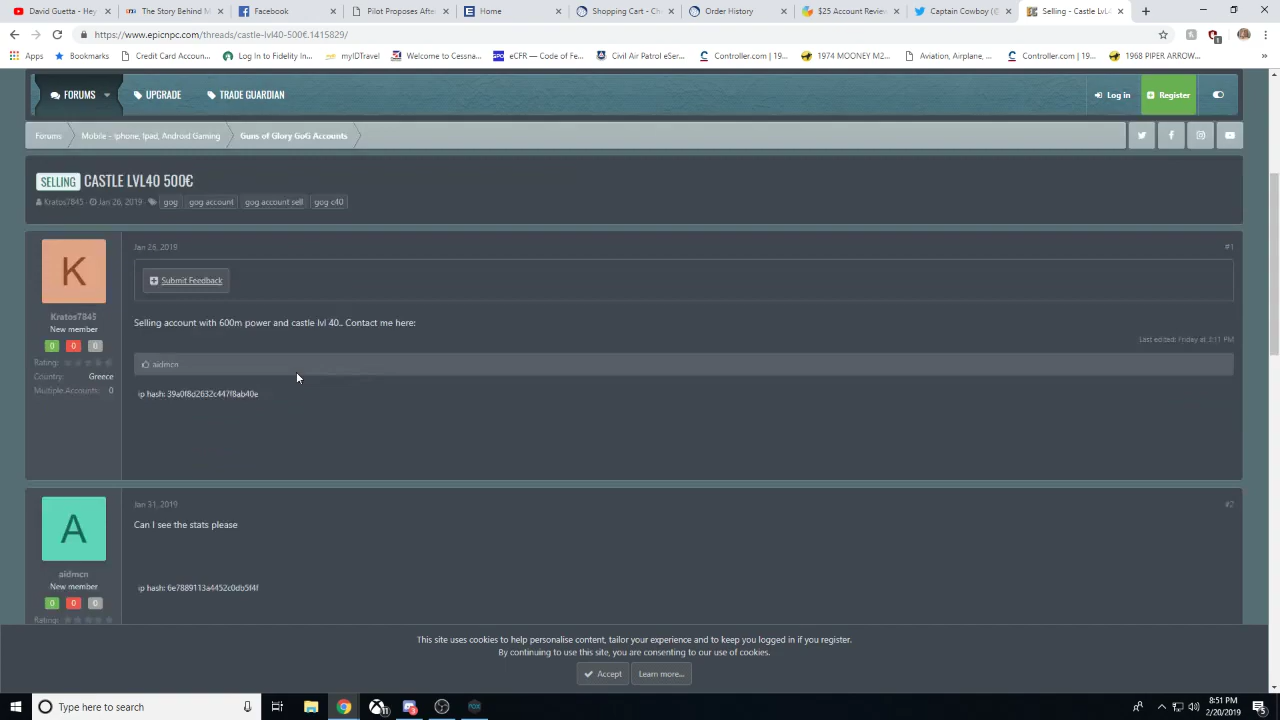 David Guetta - Hey
The Story Behind M
Facebook
Pilot Proposes After
Home
Shopping Cart - Che
Order History
$25 Account Review
Captain Cowboy (@
Selling - Castle LvL4
https://www.epicnpc.com/threads/castle-lvl40-500€.1415829/
Apps
Bookmarks
Credit Card Accoun...
Log In to Fidelity In...
myIDTravel
Welcome to Cessna...
eCFR — Code of Fe...
Civil Air Patrol eSer...
Controller.com | 19...
1974 MOONEY M2...
Aviation, Airplane, ...
Controller.com | 19...
1968 PIPER ARROW...
FORUMS
UPGRADE
TRADE GUARDIAN
Log in
Register
Forums
Mobile - Iphone, Ipad, Android Gaming
Guns of Glory GoG Accounts
SELLING CASTLE LVL40 500€
Kratos7845 Jan 26, 2019 gog gog account gog account sell gog c40
K
Kratos7845
New member
0 0 0
Rating:
Country: Greece
Multiple Accounts: 0
Jan 26, 2019
#1
Submit Feedback
Selling account with 600m power and castle lvl 40.. Contact me here:
Last edited: Friday at 3:11 PM
aidmcn
ip hash: 39a0f8d2632c447f8ab40e
A
aidmcn
New member
0 0 0
Rating:
Jan 31, 2019
#2
Can I see the stats please
ip hash: 6e7889113a4452c0db5f4f
This site uses cookies to help personalise content, tailor your experience and to keep you logged in if you register.
By continuing to use this site, you are consenting to our use of cookies.
Accept
Learn more...
Type here to search
8:51 PM
2/20/2019